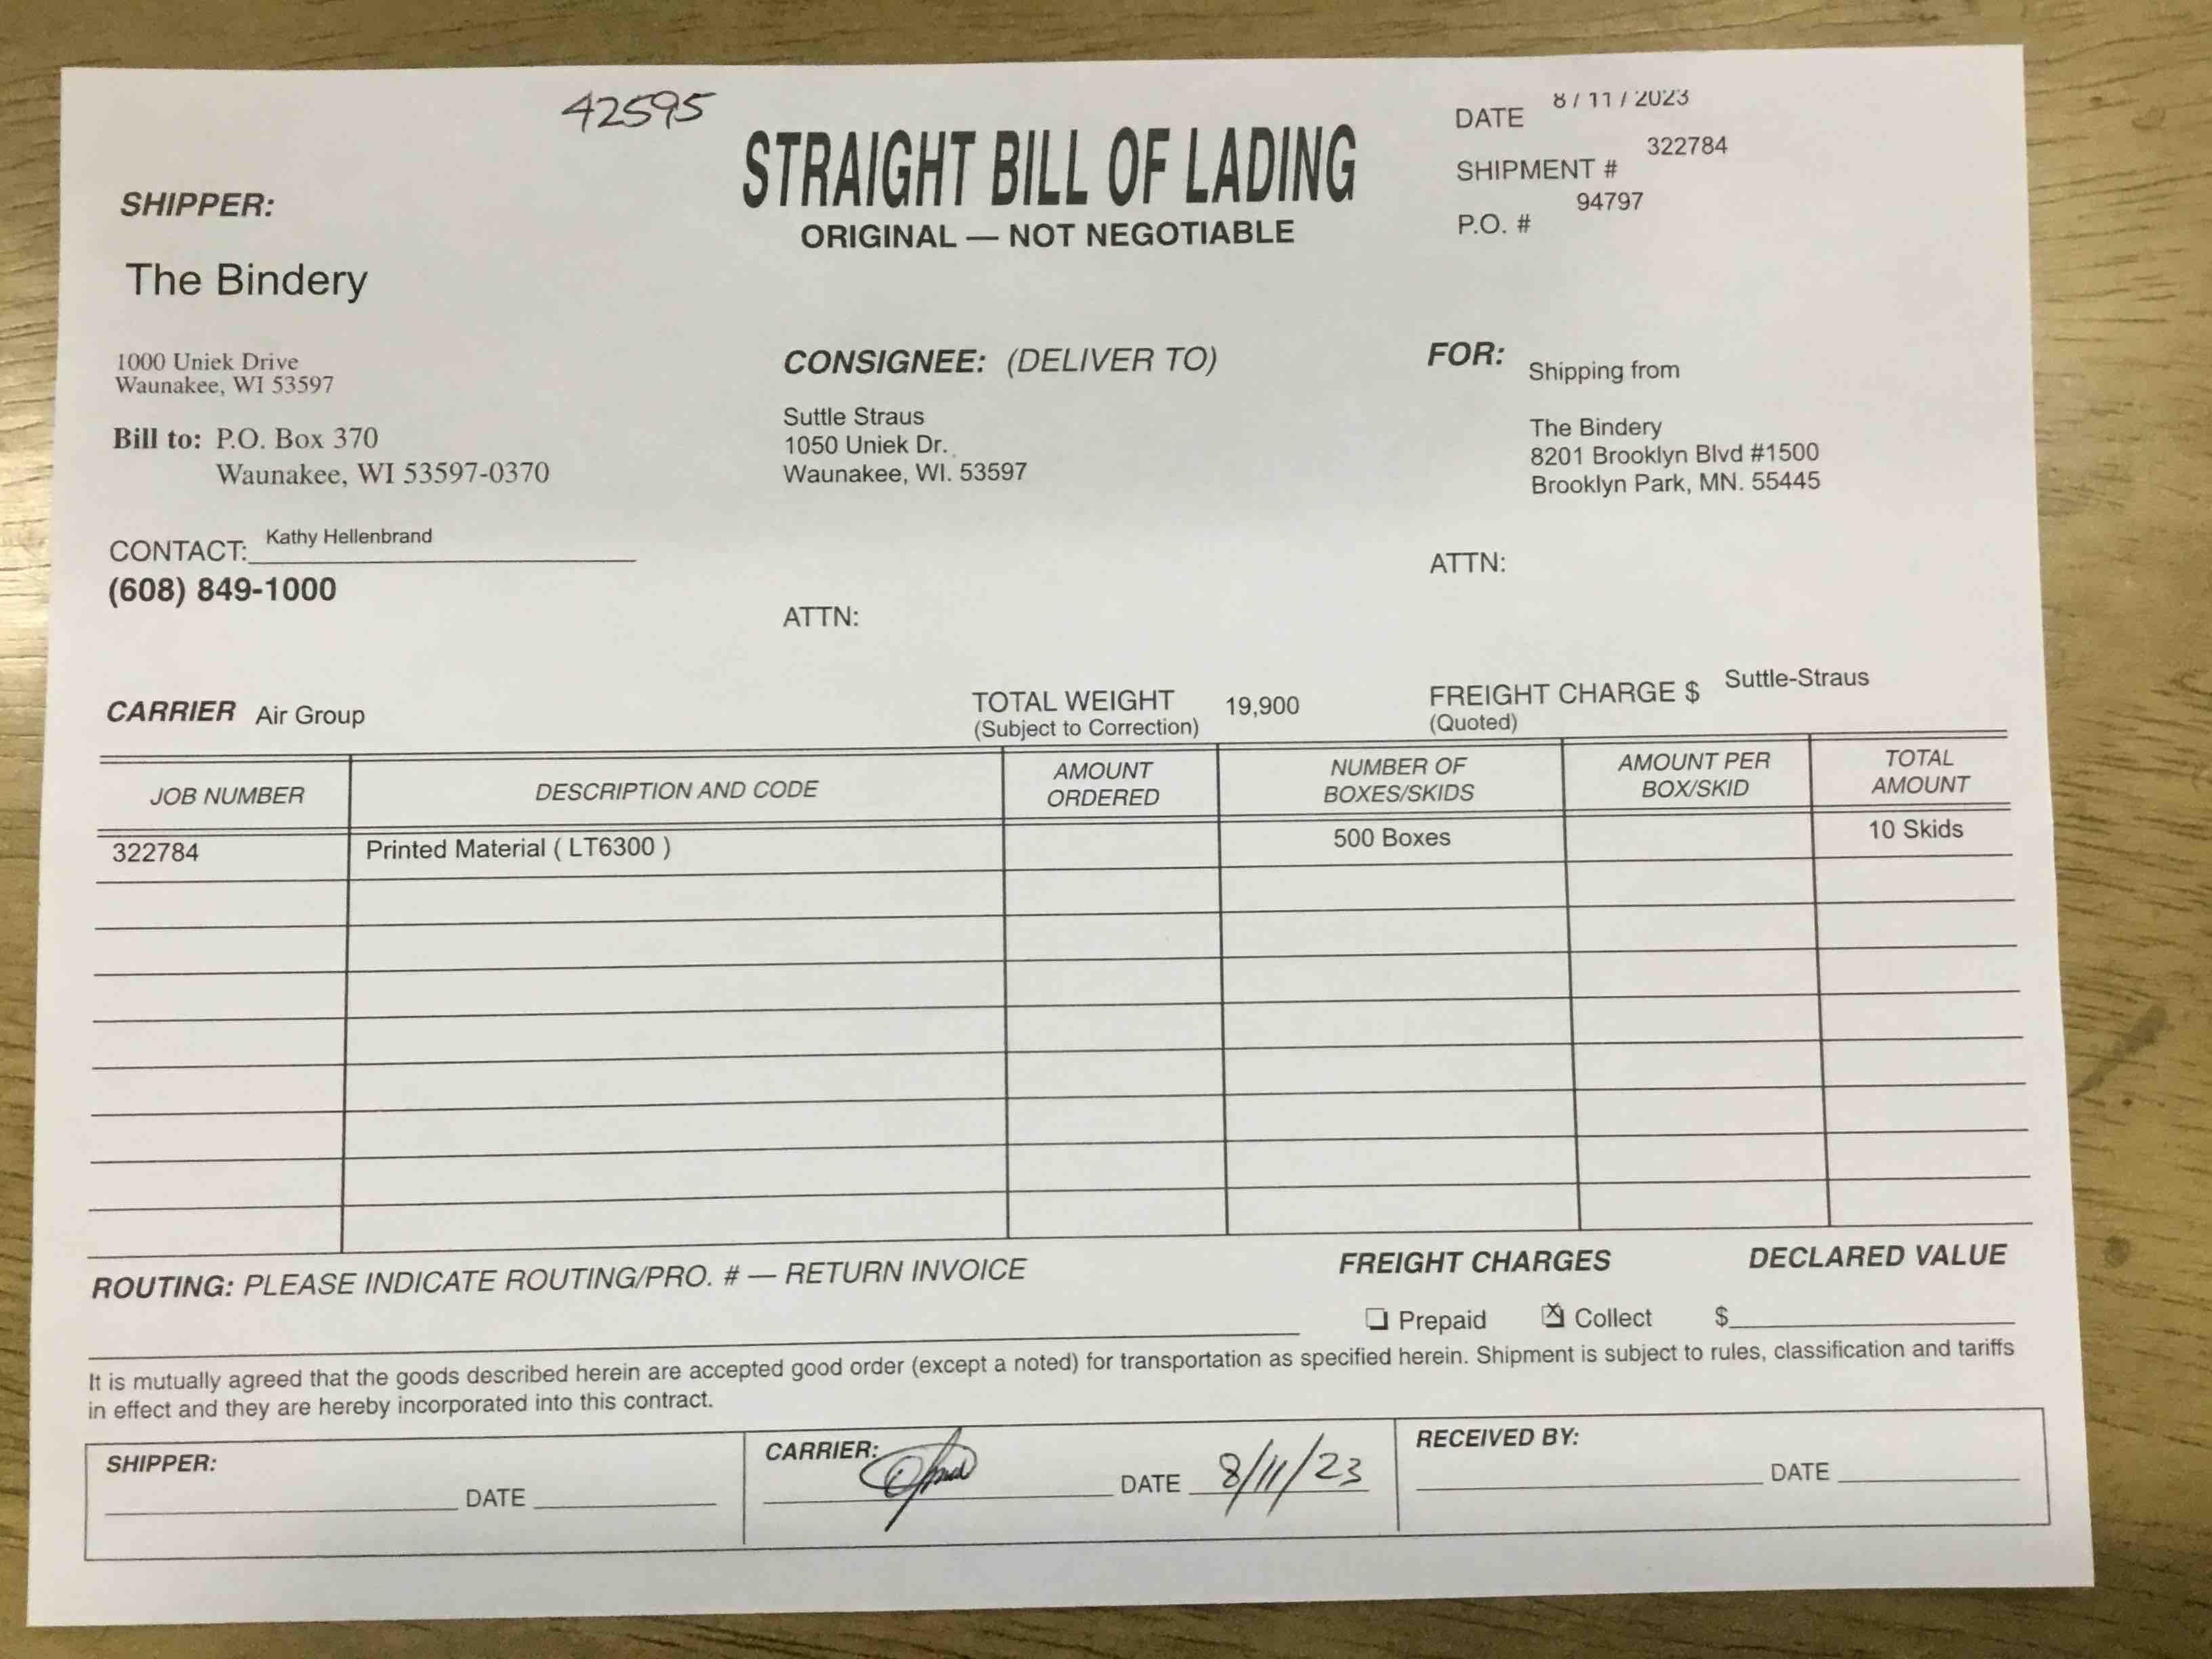 42595
STRAIGHT BILL OF LADING
ORIGINAL — NOT NEGOTIABLE
DATE 8 / 11 / 2023
SHIPMENT # 322784
P.O. # 94797
SHIPPER:
The Bindery
1000 Uniek Drive
Waunakee, WI 53597
Bill to: P.O. Box 370
Waunakee, WI 53597-0370
CONTACT: Kathy Hellenbrand
(608) 849-1000
CONSIGNEE: (DELIVER TO)
Suttle Straus
1050 Uniek Dr.
Waunakee, WI. 53597
ATTN:
FOR: Shipping from
The Bindery
8201 Brooklyn Blvd #1500
Brooklyn Park, MN. 55445
ATTN:
CARRIER Air Group
TOTAL WEIGHT 19,900
(Subject to Correction)
FREIGHT CHARGE $ Suttle-Straus
(Quoted)
JOB NUMBER DESCRIPTION AND CODE AMOUNT ORDERED NUMBER OF BOXES/SKIDS AMOUNT PER BOX/SKID TOTAL AMOUNT
322784 Printed Material ( LT6300 ) 500 Boxes 10 Skids
ROUTING: PLEASE INDICATE ROUTING/PRO. # — RETURN INVOICE
FREIGHT CHARGES DECLARED VALUE
Prepaid Collect $
It is mutually agreed that the goods described herein are accepted good order (except a noted) for transportation as specified herein. Shipment is subject to rules, classification and tariffs
in effect and they are hereby incorporated into this contract.
SHIPPER:
DATE
CARRIER:
DATE 8/11/23
RECEIVED BY:
DATE